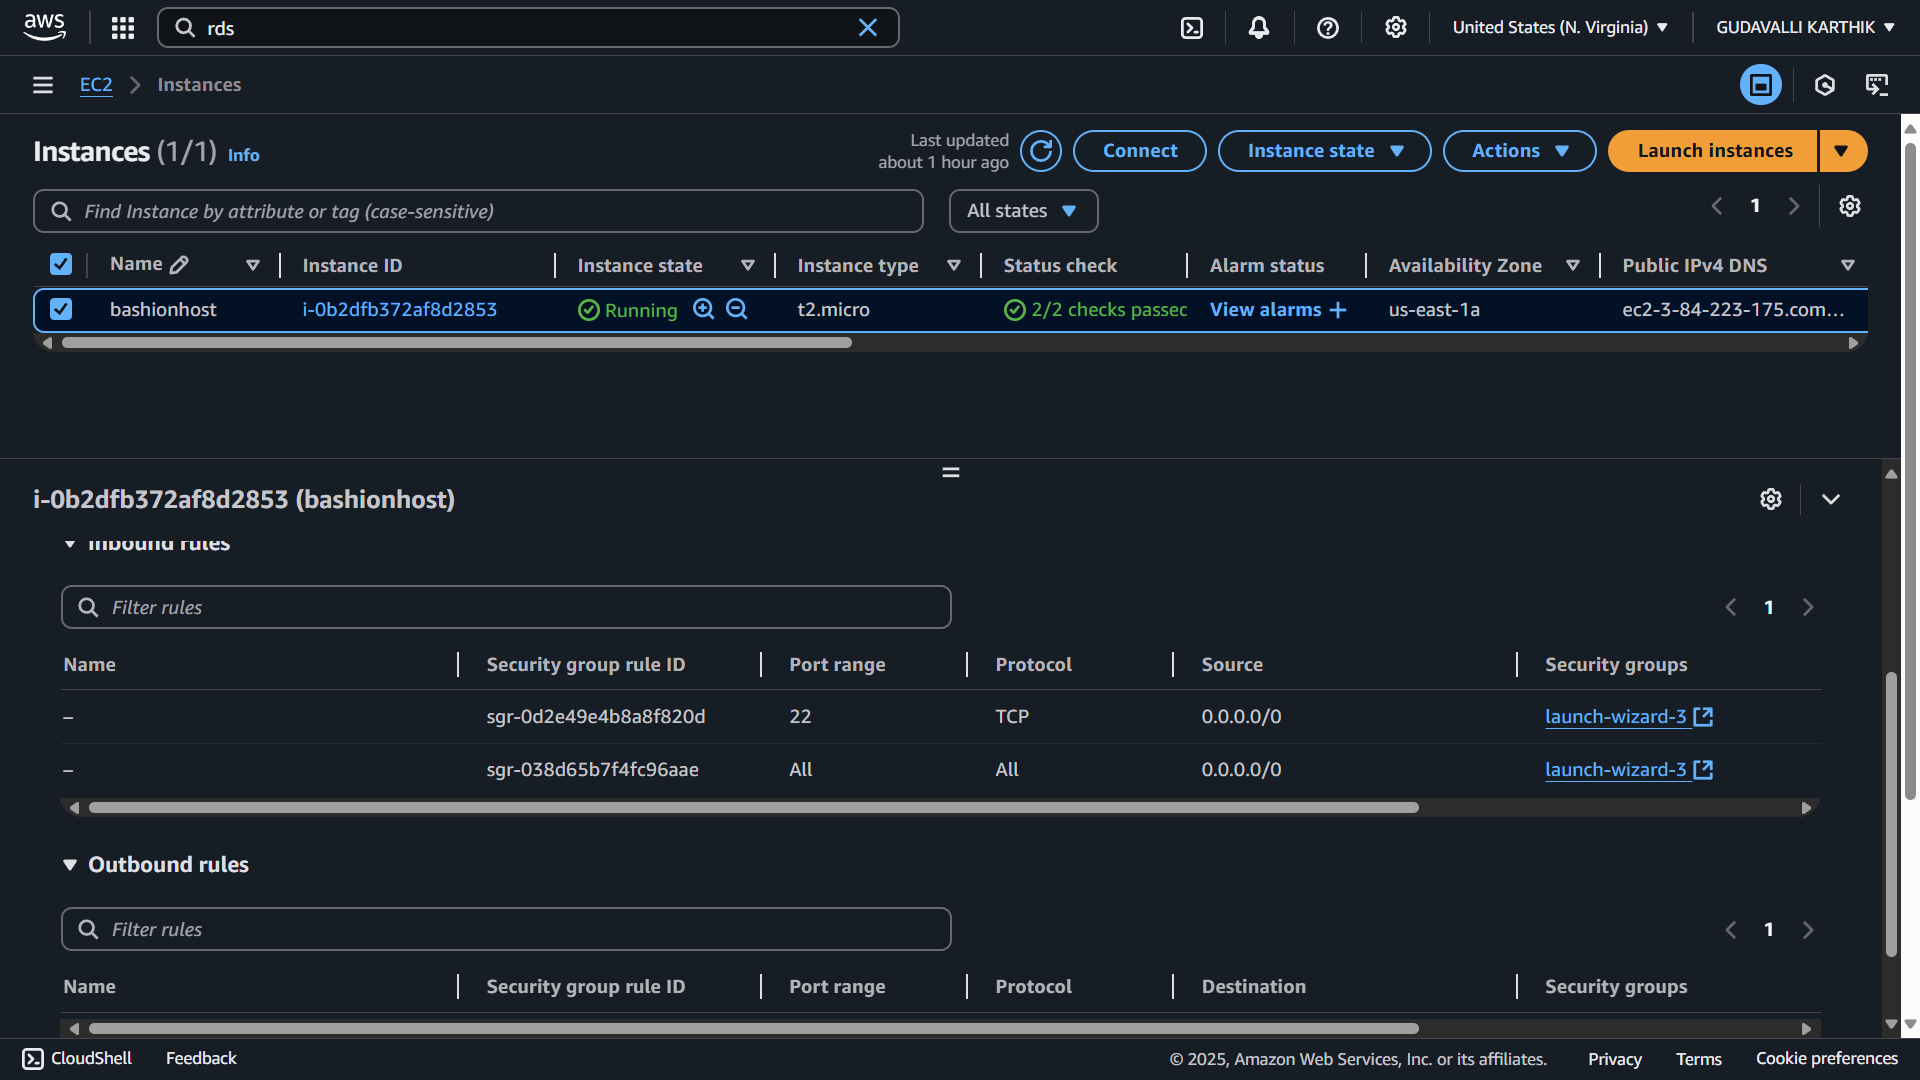 aws rds United States (N. Virginia) GUDAVALLI KARTHIK
EC2 Instances
Instances (1/1) Info Last updated about 1 hour ago Connect Instance state Actions Launch instances
Find Instance by attribute or tag (case-sensitive) All states 1
Name Instance ID Instance state Instance type Status check Alarm status Availability Zone Public IPv4 DNS
bashionhost i-0b2dfb372af8d2853 Running t2.micro 2/2 checks passec View alarms + us-east-1a ec2-3-84-223-175.com...
i-0b2dfb372af8d2853 (bashionhost)
Inbound rules
Filter rules 1
Name Security group rule ID Port range Protocol Source Security groups
– sgr-0d2e49e4b8a8f820d 22 TCP 0.0.0.0/0 launch-wizard-3
– sgr-038d65b7f4fc96aae All All 0.0.0.0/0 launch-wizard-3
Outbound rules
Filter rules 1
Name Security group rule ID Port range Protocol Destination Security groups
CloudShell Feedback © 2025, Amazon Web Services, Inc. or its affiliates. Privacy Terms Cookie preferences